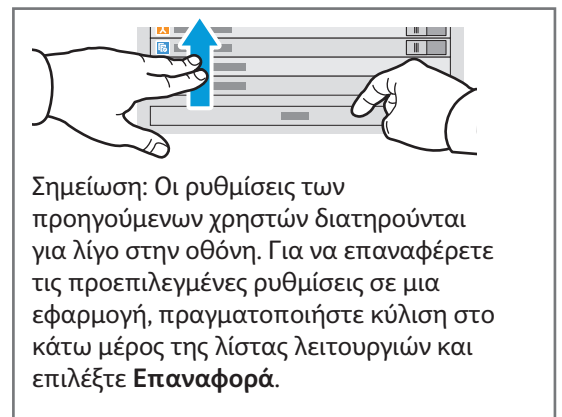 Σημείωση: Οι ρυθμίσεις των
προηγούμενων χρηστών διατηρούνται
για λίγο στην οθόνη. Για να επαναφέρετε
τις προεπιλεγμένες ρυθμίσεις σε μια
εφαρμογή, πραγματοποιήστε κύλιση στο
κάτω μέρος της λίστας λειτουργιών και
επιλέξτε Επαναφορά.